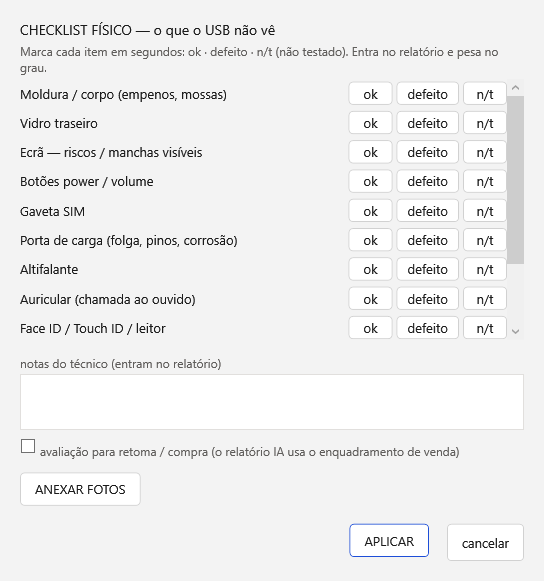 CHECKLIST FÍSICO — o que o USB não vê
Marca cada item em segundos: ok · defeito · n/t (não testado). Entra no relatório e pesa no
grau.
Moldura / corpo (empenos, mossas) ok defeito n/t
Vidro traseiro ok defeito n/t
Ecrã — riscos / manchas visíveis ok defeito n/t
Botões power / volume ok defeito n/t
Gaveta SIM ok defeito n/t
Porta de carga (folga, pinos, corrosão) ok defeito n/t
Altifalante ok defeito n/t
Auricular (chamada ao ouvido) ok defeito n/t
Face ID / Touch ID / leitor ok defeito n/t
notas do técnico (entram no relatório)
avaliação para retoma / compra (o relatório IA usa o enquadramento de venda)
ANEXAR FOTOS
APLICAR cancelar